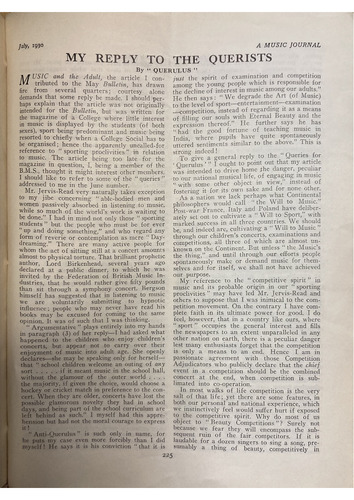 July, 1930
A MUSIC JOURNAL
MY REPLY TO THE QUERISTS
By "QUERULUS"
MUSIC and the Adult, the article I con-
tributed to the May Bulletin, has drawn
fire from several quarters; courtesy alone
demands that some reply be made. I should per-
haps explain that the article was not originally
intended for the Bulletin, but was written for
the magazine of a College where little interest
in music is displayed by the students (of both
sexes), sport being predominant and music being
resorted to chiefly when a College Social has to
be organised; hence the apparently uncalled-for
reference to "sporting proclivities" in relation
to music. The article being too late for the
magazine in question, I, being a member of the
B.M.S., thought it might interest other members.
I should like to refer to some of the "queries"
addressed to me in the June number.
Mr. Jervis-Read very naturally takes exception
to my jibe concerning "able-bodied men and
women passively absorbed in listening to music,
while so much of the world's work is waiting to
be done." I had in mind not only those "sporting
students" but the people who must be for ever
"up and doing something," and who regard any
form of reverie or contemplation as mere "Day-
dreaming." There are restive active people for
whom the act of sitting still at a concert amounts
almost to physical torture. That brilliant prophetic
author, Lord Birkenhead, several years ago
declared at a public dinner, to which he was
invited by the Federation of British Music In-
dustries, that he would rather give fifty pounds
than sit through a symphony concert. Bergson
himself has suggested that in listening to music
we are voluntarily submitting to hypnotic
influence; people who may never have read his
books may be excused for coming to the same
opinion. It was of such that I was thinking.
"Argumentative" plays entirely into my hands
in paragraph (3) of her reply—I had asked what
happened to the children who enjoy children's
concerts, but appear not to carry over their
enjoyment of music into adult age. She openly
declares—she may be speaking only for herself—
that "school children welcome an outing of any
sort . . . . if it meant music in the school hall,
without the glamour of the outside world . . . .
the majority, if given the choice, would choose a
hockey or cricket match in preference to the con-
cert. When they are older, concerts have lost the
possible glamorous novelty they had in school
days, and being part of the school curriculum are
left behind as such." I myself had this appre-
hension but had not the moral courage to express
it!
"Anti-Querulus" is such only in name, for
he puts my case even more forcibly than I did
myself! He says it is his conviction "that it is
just the spirit of examination and competition
among the young people which is responsible for
the decline of interest in music among our adults."
He then says: "We degrade the Art (of Music)
to the level of sport—entertainment—examination
—competition, instead of regarding it as a means
of filling our souls with Eternal Beauty and the
expression thereof." He further says he has
"had the good fortune of teaching music in
India, where pupils have quite spontaneously
uttered sentiments similar to the above." This is
strong indeed!
To give a general reply to the "Queries for
'Querulus'" I ought to point out that my article
was intended to drive home the danger, peculiar
to our national musical life, of engaging in music
"with some other object in view," instead of
fostering it for its own sake and for none other.
As a nation we lack perhaps what Continental
philosophers would call "the Will to Music."
Post-war France, Italy and Poland have deliber-
ately set out to cultivate a "Will to Sport," with
marked success in all three countries. We should
be, and indeed are, cultivating a "Will to Music"
through our children's concerts, examinations and
competitions, all three of which are almost un-
known on the Continent. But unless "the Music's
the thing," and until through our efforts people
spontaneously make or demand music for them-
selves and for itself, we shall not have achieved
our purpose.
My reference to the "competitive spirit" in
music and its probable origin in our "sporting
proclivities" may have led Mr. Jervis-Read and
others to suppose that I was inimical to the com-
petition movement. On the contrary I have com-
plete faith in its ultimate power for good. I do
feel, however, that in a country like ours, where
"sport" occupies the general interest and fills
the newspapers to an extent unparalleled in any
other nation on earth, there is a peculiar danger
lest many enthusiasts forget that the competition
is only a means to an end. Hence I am in
passionate agreement with those Competition
Adjudicators who publicly declare that the chief
event in a competition should be the combined
concert at the end, when competition is sub-
limated into co-operation.
In most walks of life competition is the very
salt of that life; yet there are some features, in
both our personal and national experience, which
we instinctively feel would suffer hurt if exposed
to the competitive spirit. Why do most of us
object to "Beauty Competitions"? Surely not
because we fear they will encompass the sub-
sequent ruin of the fair competitors. If it is
laudable for a dozen singers to sing a song, pre-
sumably a thing of beauty, competitively in
225